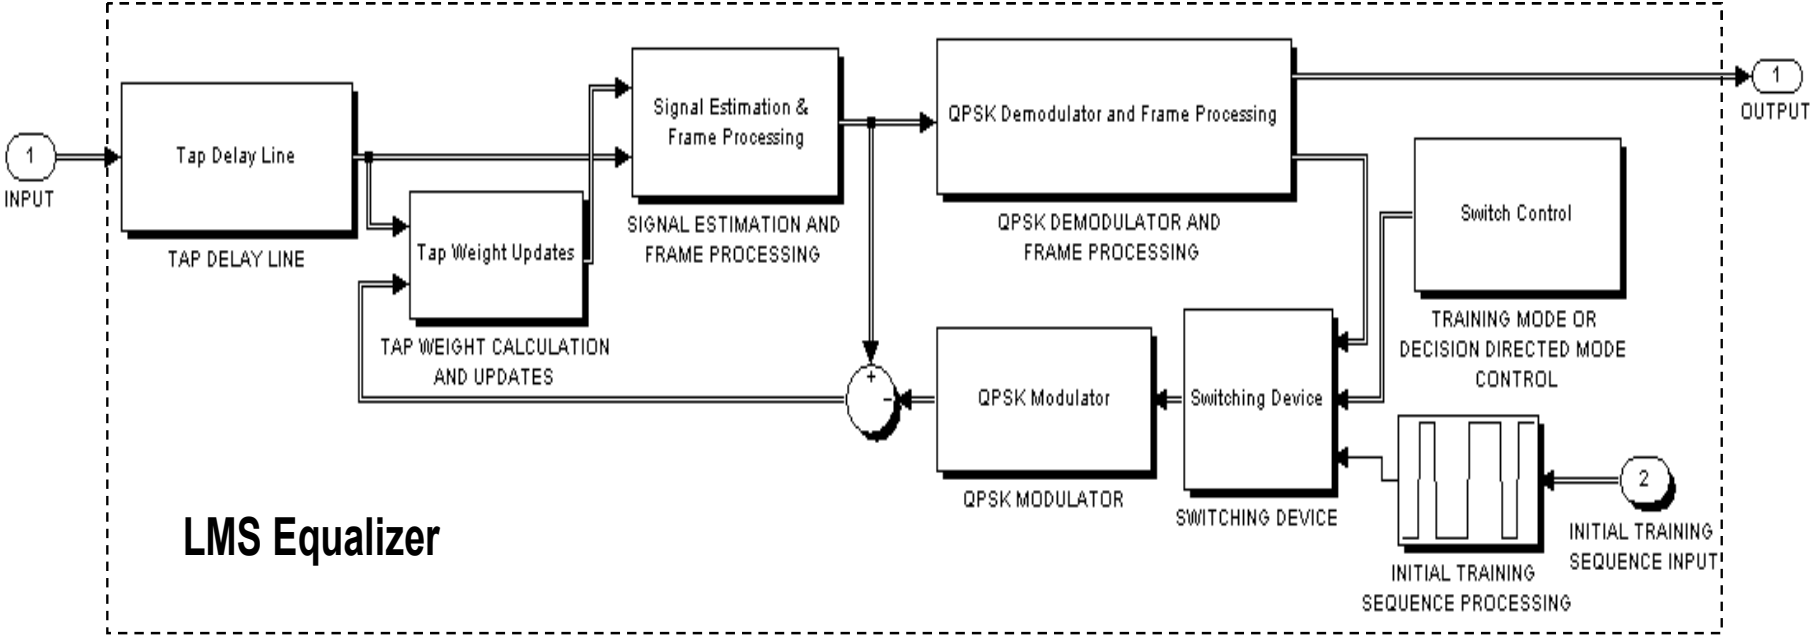 1
INPUT
Tap Delay Line
TAP DELAY LINE
Tap Weight Updates
TAP WEIGHT CALCULATION
AND UPDATES
Signal Estimation &
Frame Processing
SIGNAL ESTIMATION AND
FRAME PROCESSING
QPSK Demodulator and Frame Processing
QPSK DEMODULATOR AND
FRAME PROCESSING
1
OUTPUT
Switch Control
TRAINING MODE OR
DECISION DIRECTED MODE
CONTROL
+
-
QPSK Modulator
QPSK MODULATOR
Switching Device
SWITCHING DEVICE
2
INITIAL TRAINING
SEQUENCE INPUT
INITIAL TRAINING
SEQUENCE PROCESSING
LMS Equalizer